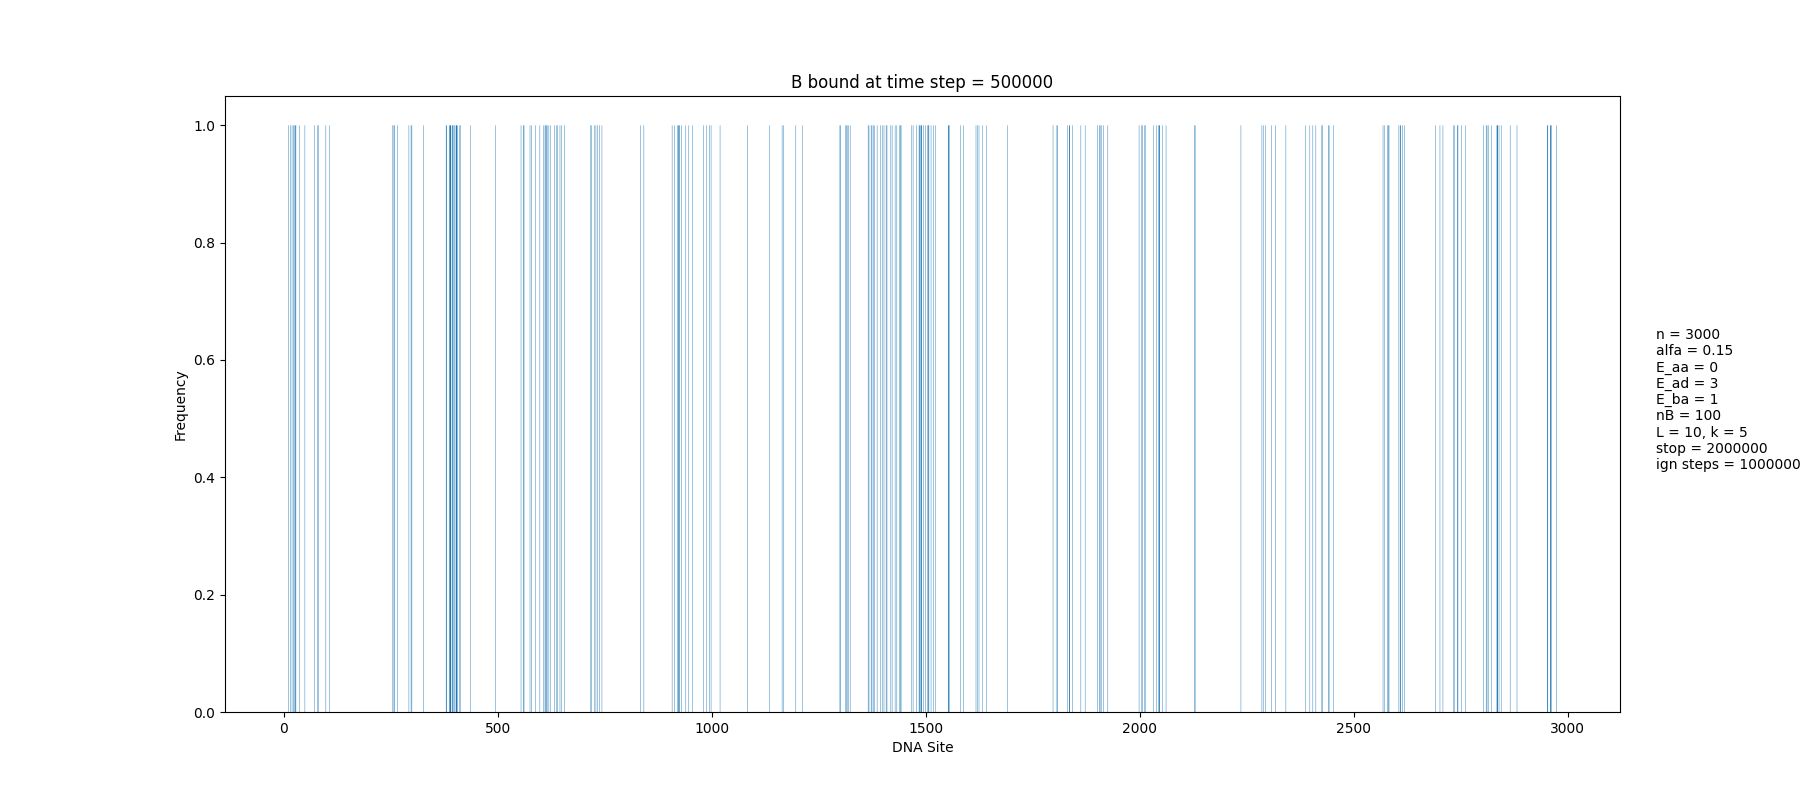 B bound at time step = 500000
1.0
0.8
0.6
0.4
0.2
0.0
Frequency
0 500 1000 1500 2000 2500 3000
DNA Site
n = 3000
alfa = 0.15
E_aa = 0
E_ad = 3
E_ba = 1
nB = 100
L = 10, k = 5
stop = 2000000
ign steps = 1000000